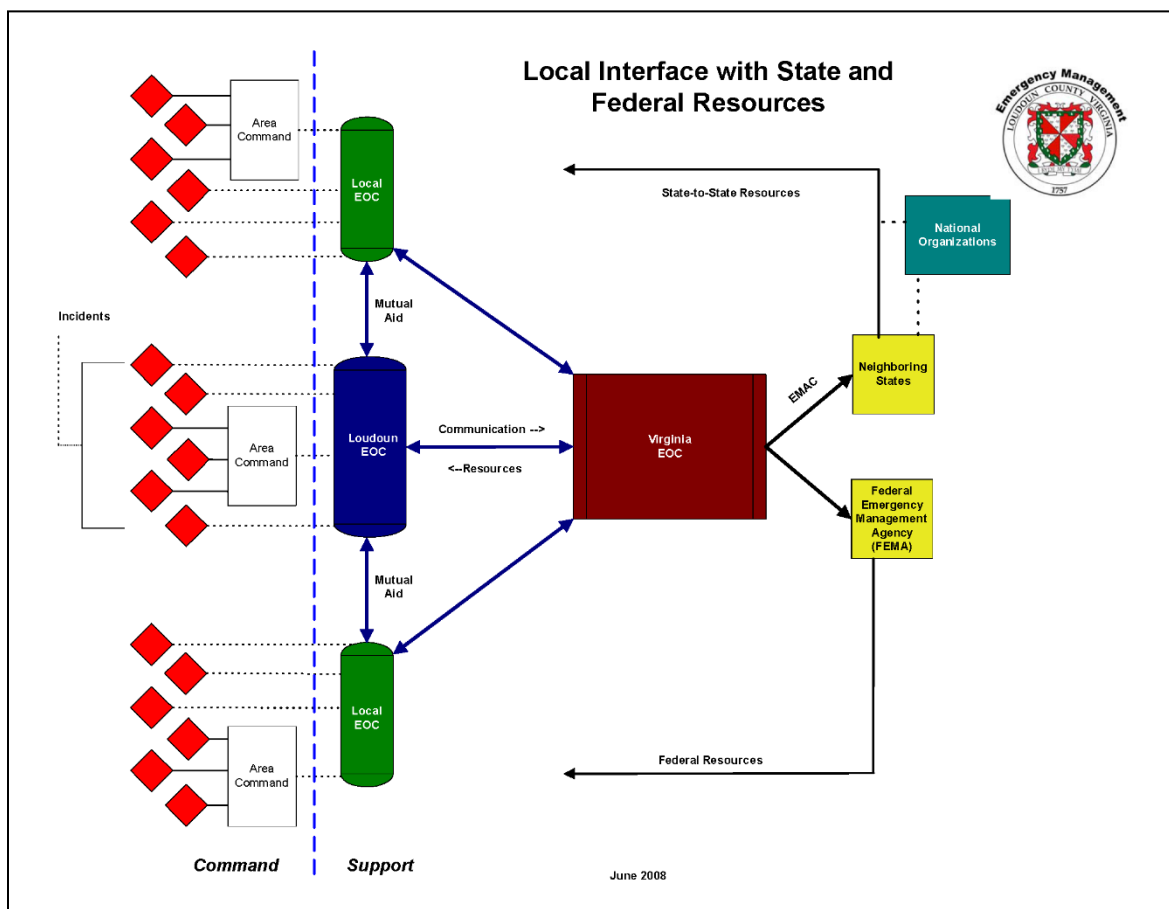 Local Interface with State and
Federal Resources
Emergency Management
LOUDOUN COUNTY, VIRGINIA
1757
Area
Command
Local
EOC
State-to-State Resources
National
Organizations
Mutual
Aid
Incidents
Neighboring
States
EMAC
Area
Command
Loudoun
EOC
Communication -->
<--Resources
Virginia
EOC
Federal
Emergency
Management
Agency
(FEMA)
Mutual
Aid
Local
EOC
Area
Command
Federal Resources
Command
Support
June 2008